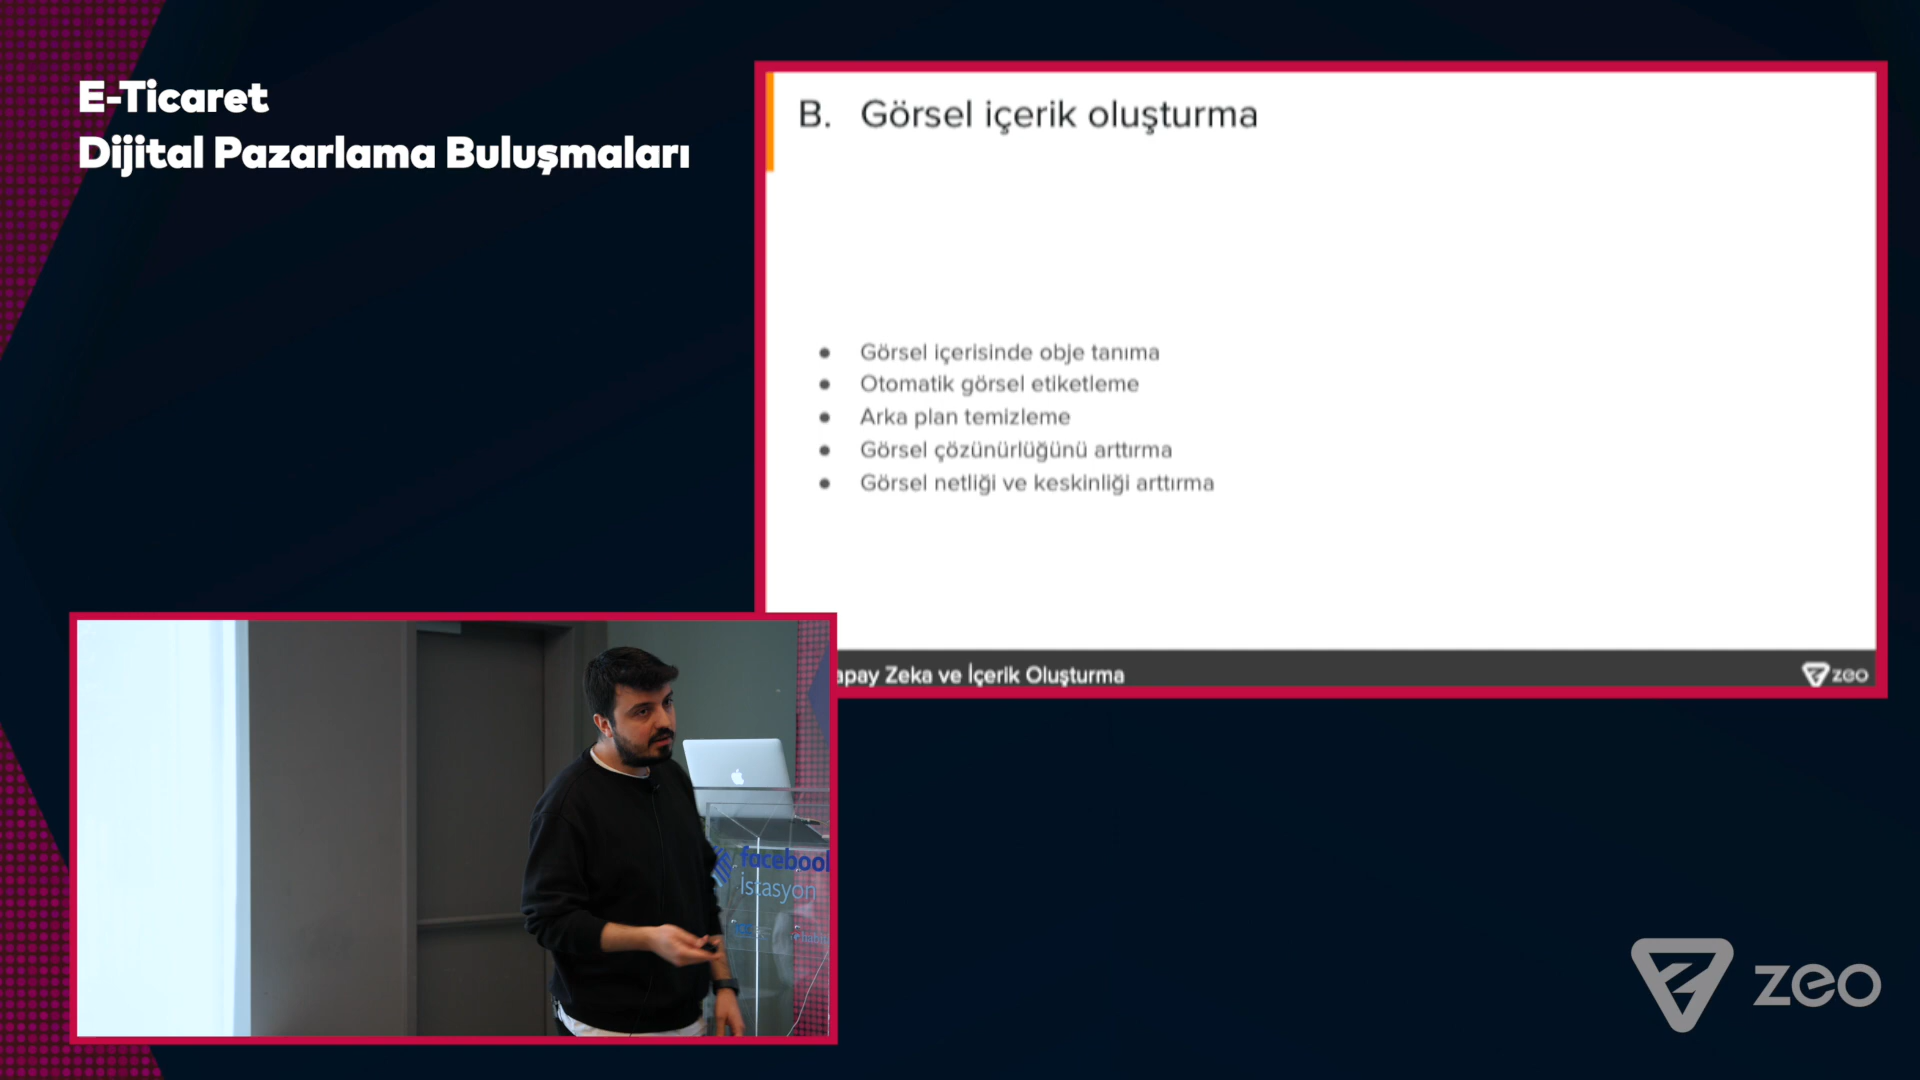 E-Ticaret
Dijital Pazarlama Buluşmaları
B. Görsel içerik oluşturma
Görsel içerisinde obje tanıma
Otomatik görsel etiketleme
Arka plan temizleme
Görsel çözünürlüğünü arttırma
Görsel netliği ve keskinliği arttırma
apay Zeka ve İçerik Oluşturma
zeo
facebook
istasyon
zeo